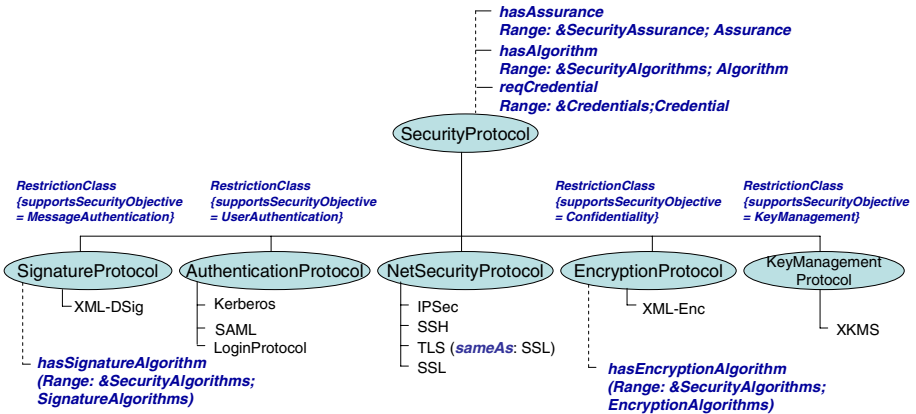 hasAssurance
Range: &SecurityAssurance; Assurance
hasAlgorithm
Range: &SecurityAlgorithms; Algorithm
reqCredential
Range: &Credentials;Credential
SecurityProtocol
RestrictionClass
{supportsSecurityObjective
= MessageAuthentication}
RestrictionClass
{supportsSecurityObjective
= UserAuthentication}
RestrictionClass
{supportsSecurityObjective
= Confidentiality}
RestrictionClass
{supportsSecurityObjective
= KeyManagement}
SignatureProtocol
AuthenticationProtocol
NetSecurityProtocol
EncryptionProtocol
KeyManagement
Protocol
XML-DSig
Kerberos
SAML
LoginProtocol
IPSec
SSH
TLS (sameAs: SSL)
SSL
XML-Enc
XKMS
hasSignatureAlgorithm
(Range: &SecurityAlgorithms;
SignatureAlgorithms)
hasEncryptionAlgorithm
(Range: &SecurityAlgorithms;
EncryptionAlgorithms)